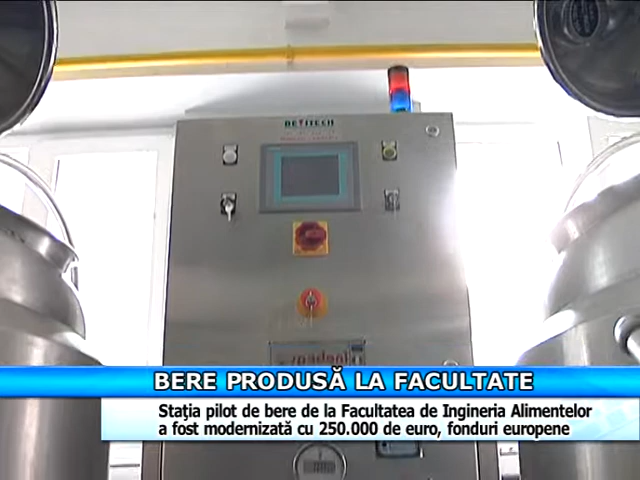 BERE PRODUSĂ LA FACULTATE
Staţia pilot de bere de la Facultatea de Ingineria Alimentelor
a fost modernizată cu 250.000 de euro, fonduri europene